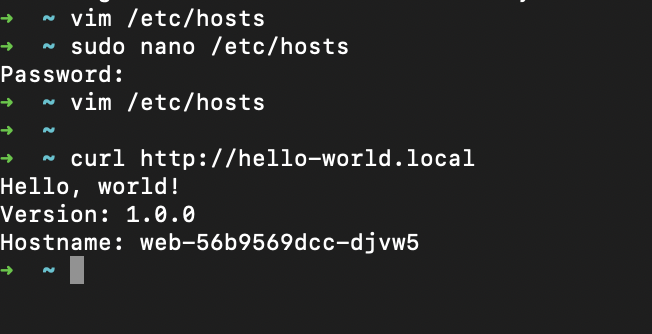 ➜  ~ vim /etc/hosts
➜  ~ sudo nano /etc/hosts
Password:
➜  ~ vim /etc/hosts
➜  ~
➜  ~ curl http://hello-world.local
Hello, world!
Version: 1.0.0
Hostname: web-56b9569dcc-djvw5
➜  ~